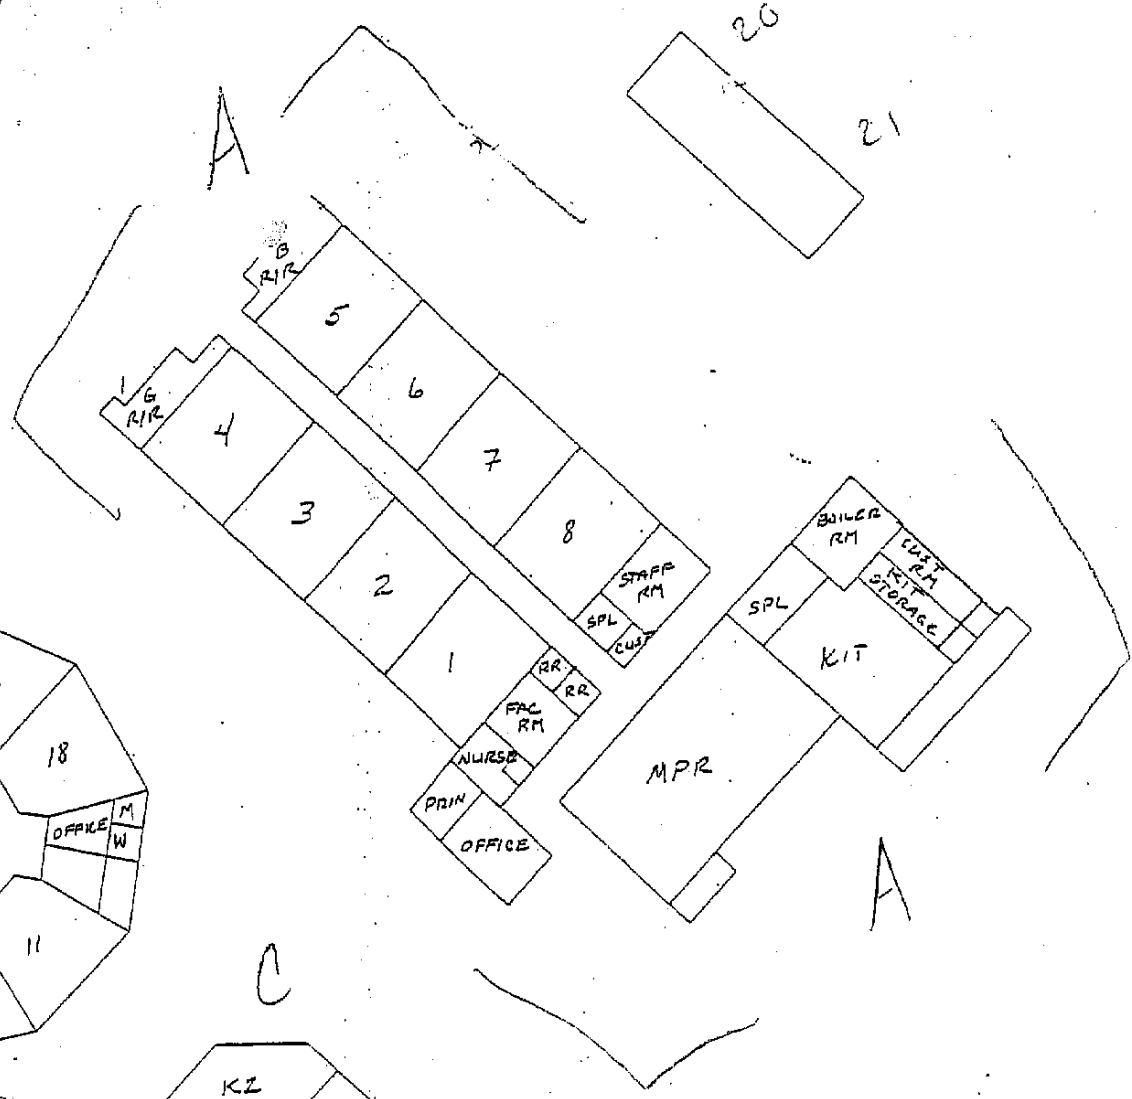 20
21
A
B
R/R
5
6
7
8
STAFF
RM
SPL
CUST
1
G
R/R
4
3
2
1
RR
RR
FAC
RM
NURSE
PRIN
OFFICE
BOILER
RM
CUST
RM
KIT
STORAGE
SPL
KIT
MPR
A
18
OFFICE
M
W
11
C
K2